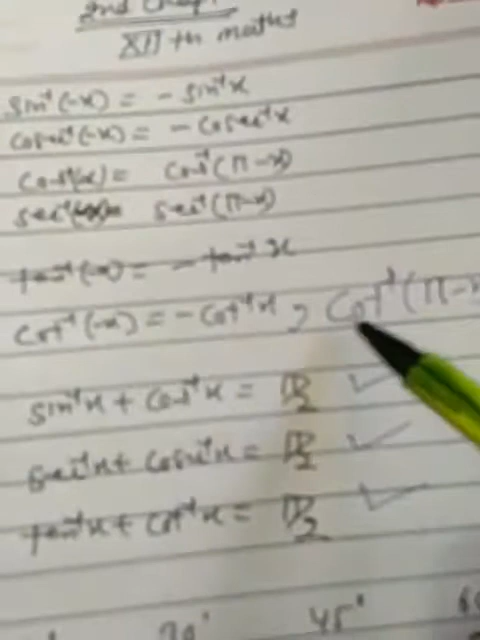 2nd Chap
XII th maths
sin⁻¹(-x) = - sin⁻¹x
cosec⁻¹(-x) = - cosec⁻¹x
cos⁻¹(x) = cos⁻¹(π-x)
sec⁻¹(-x) = sec⁻¹(π-x)
tan⁻¹(-x) = - tan⁻¹x
cot⁻¹(-x) = - cot⁻¹x, cot⁻¹(π-x
sin⁻¹x + cos⁻¹x = π/2 ✓
sec⁻¹x + cosec⁻¹x = π/2 ✓
tan⁻¹x + cot⁻¹x = π/2 ✓
30° 45°